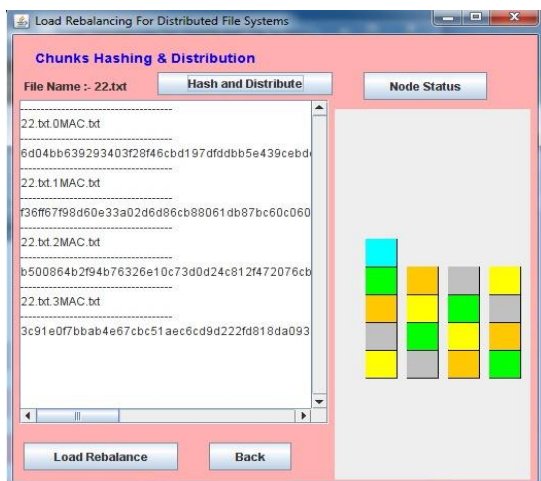 Load Rebalancing For Distributed File Systems
Chunks Hashing & Distribution
File Name :- 22.txt
Hash and Distribute
Node Status
--------------------------------------
22.txt.0MAC.txt
--------------------------------------
6d04bb639293403f28f46cbd197dfddbb5e439cebd
--------------------------------------
22.txt.1MAC.txt
--------------------------------------
f36ff67f98d60e33a02d6d86cb88061db87bc60c060
--------------------------------------
22.txt.2MAC.txt
--------------------------------------
b500864b2f94b76326e10c73d0d24c812f472076cb
--------------------------------------
22.txt.3MAC.txt
--------------------------------------
3c91e0f7bbab4e67cbc51aec6cd9d222fd818da093
Load Rebalance
Back